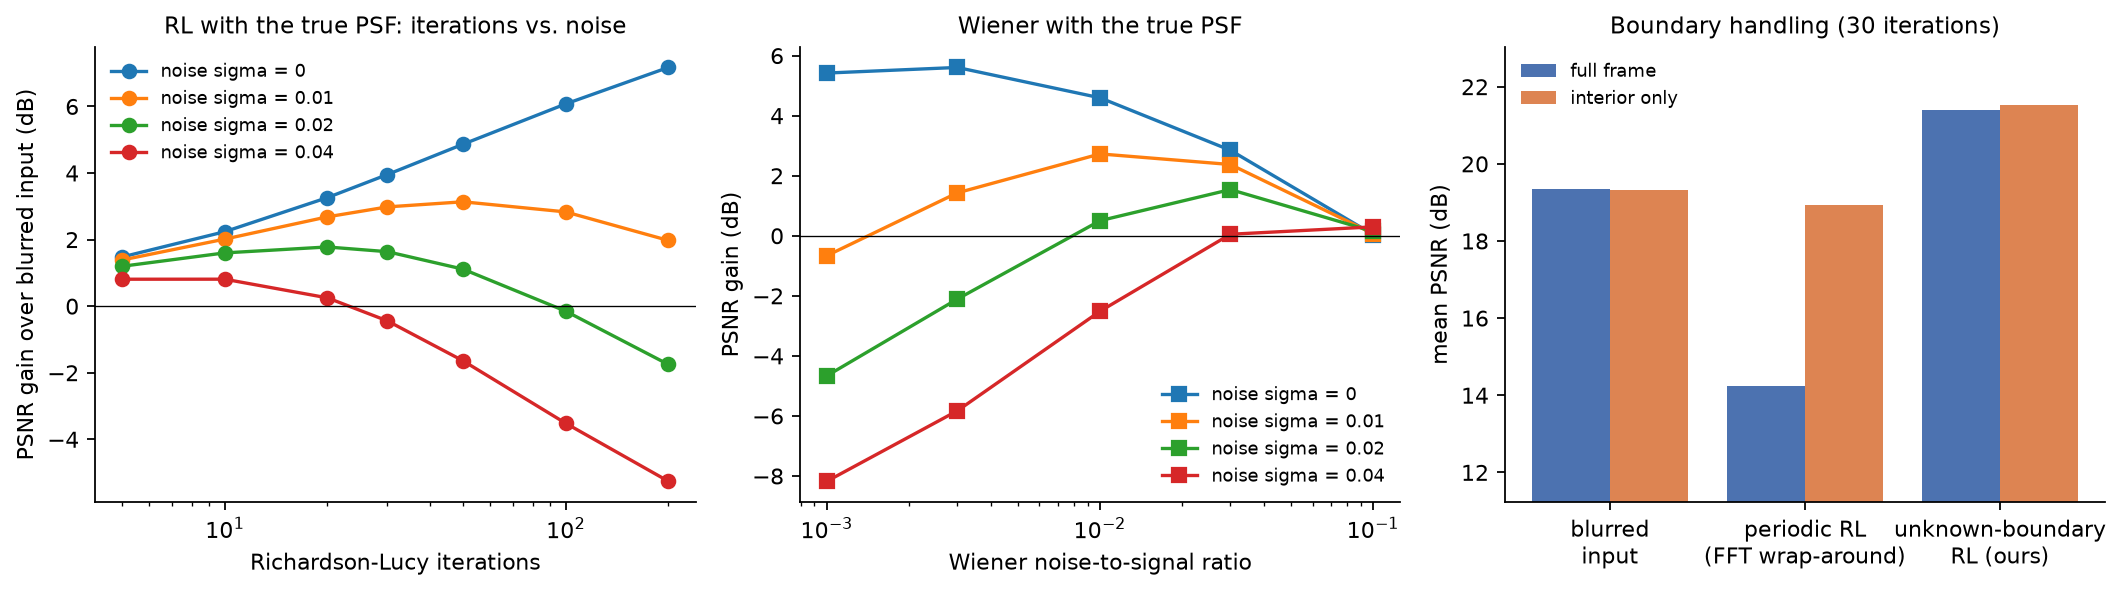 RL with the true PSF: iterations vs. noise
PSNR gain over blurred input (dB)
6
4
2
0
−2
−4
noise sigma = 0
noise sigma = 0.01
noise sigma = 0.02
noise sigma = 0.04
10¹
10²
Richardson-Lucy iterations
Wiener with the true PSF
PSNR gain (dB)
6
4
2
0
−2
−4
−6
−8
noise sigma = 0
noise sigma = 0.01
noise sigma = 0.02
noise sigma = 0.04
10⁻³
10⁻²
10⁻¹
Wiener noise-to-signal ratio
Boundary handling (30 iterations)
mean PSNR (dB)
22
20
18
16
14
12
full frame
interior only
blurred
input
periodic RL
(FFT wrap-around)
unknown-boundary
RL (ours)